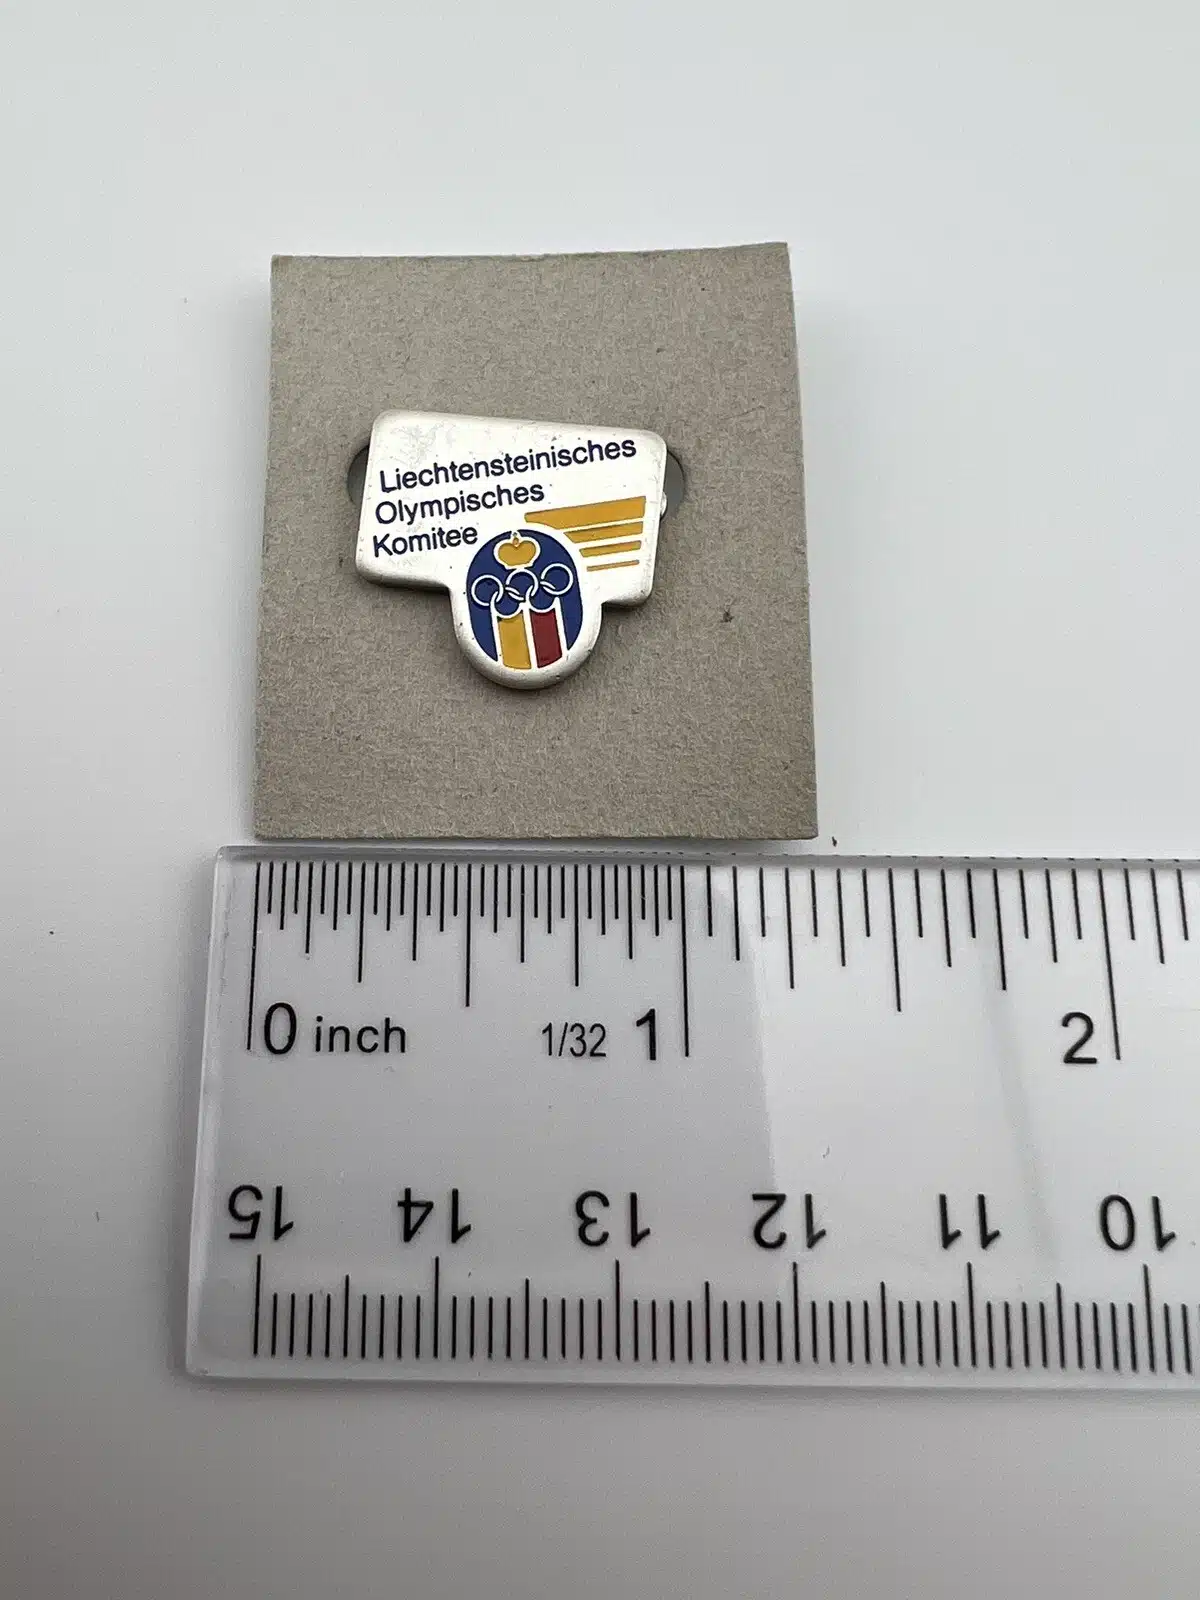 Liechtensteinisches
Olympisches
Komitee
0 inch 1/32 1 2
15 14 13 12 11 10